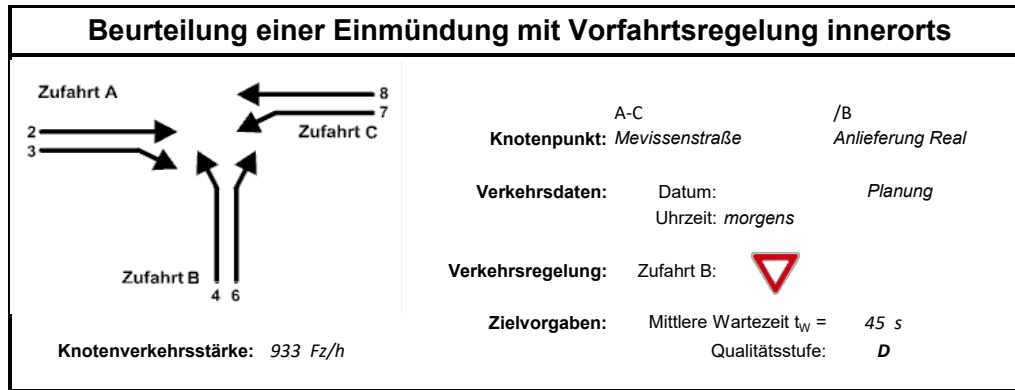 Beurteilung einer Einmündung mit Vorfahrtsregelung innerorts
Zufahrt A
8
7
Zufahrt C
2
3
Zufahrt B
4 6
Knotenverkehrsstärke: 933 Fz/h
A-C /B
Knotenpunkt: Mevissenstraße Anlieferung Real
Verkehrsdaten: Datum: Planung
Uhrzeit: morgens
Verkehrsregelung: Zufahrt B:
Zielvorgaben: Mittlere Wartezeit tW = 45 s
Qualitätsstufe: D